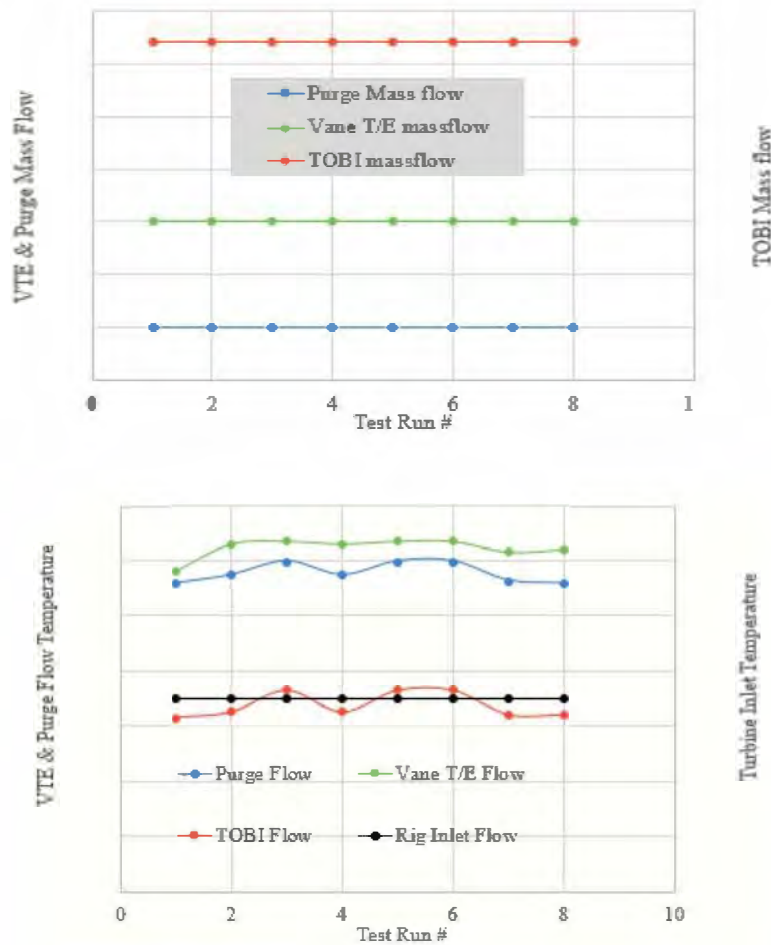 VTE & Purge Mass Flow
Purge Mass flow
Vane T/E massflow
TOBI massflow
TOBI Mass flow
0 2 4 6 8 1
Test Run #
VTE & Purge Flow Temperature
Purge Flow Vane T/E Flow
TOBI Flow Rig Inlet Flow
Turbine Inlet Temperature
0 2 4 6 8 10
Test Run #